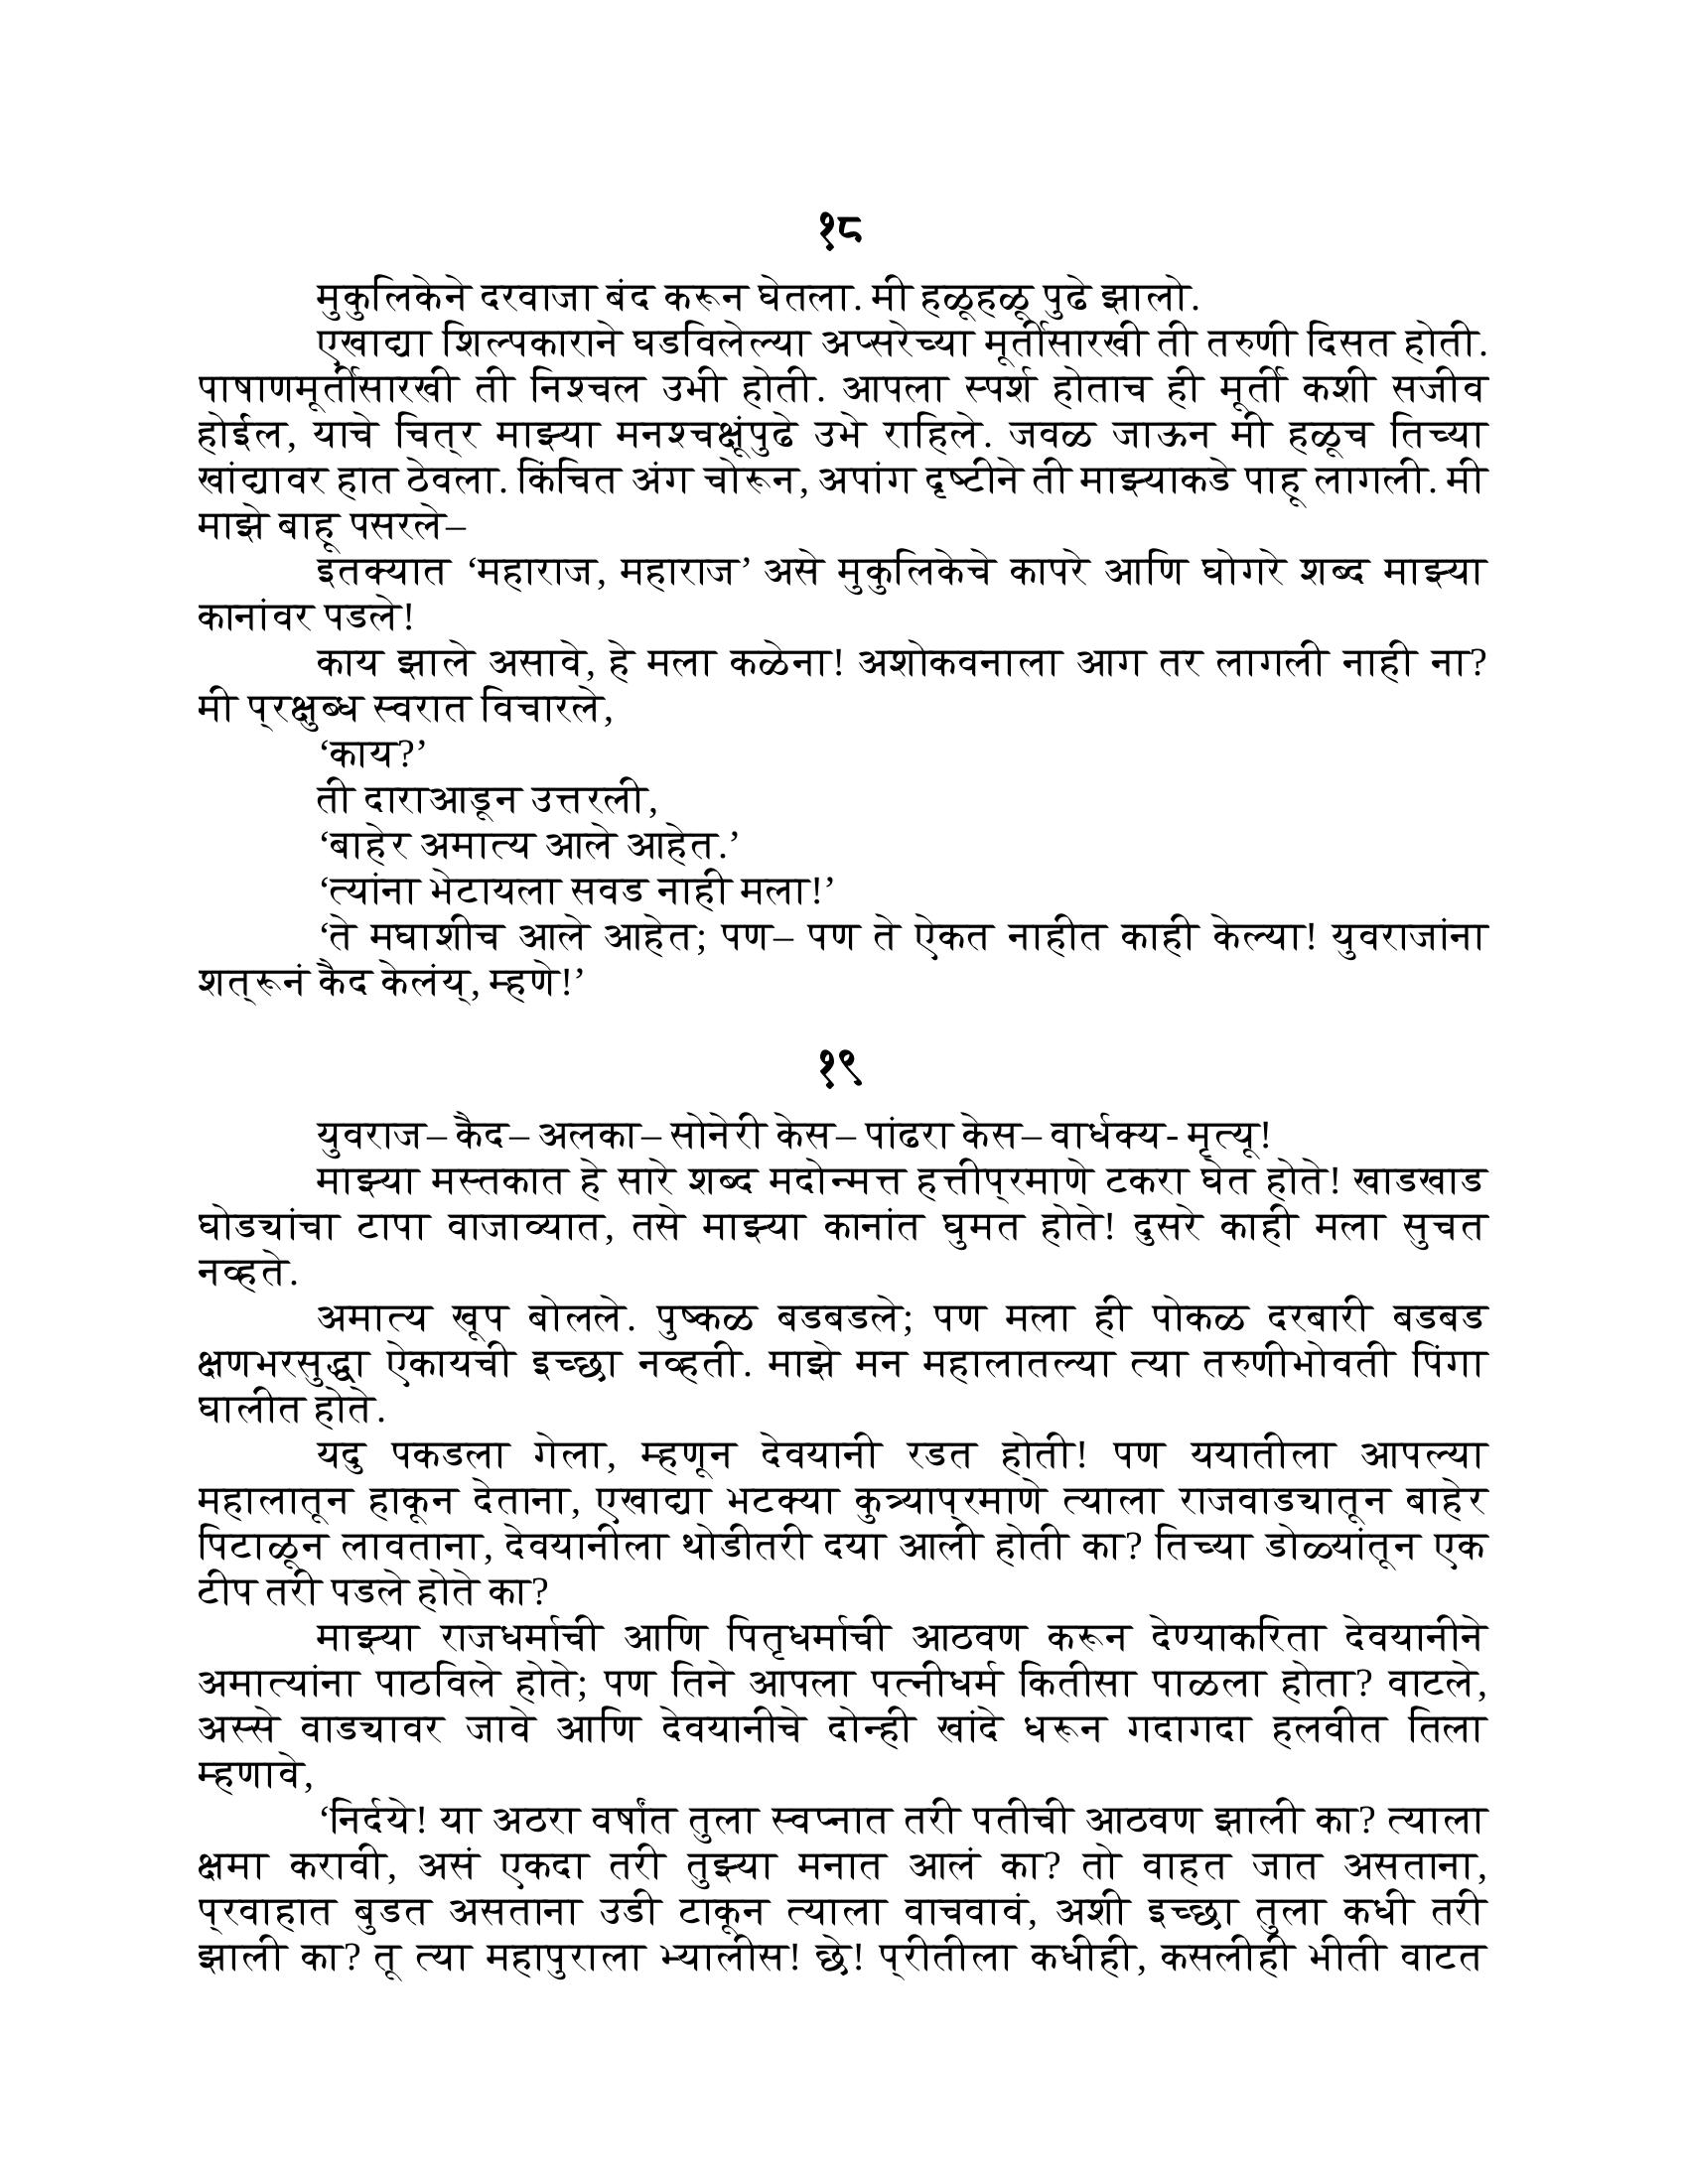 १८
मुकुलिकेने दरवाजा बंद करून घेतला. मी हळूहळू पुढे झालो.
एखाद्या शिल्पकाराने घडविलेल्या अप्सरेच्या मूर्तीसारखी ती तरुणी दिसत होती.
पाषाणमूर्तीसारखी ती निश्चल उभी होती. आपला स्पर्श होताच ही मूर्ती कशी सजीव
होईल, याचे चित्र माझ्या मनश्चक्षूंपुढे उभे राहिले. जवळ जाऊन मी हळूच तिच्या
खांद्यावर हात ठेवला. किंचित अंग चोरून, अपांग दृष्टीने ती माझ्याकडे पाहू लागली. मी
माझे बाहू पसरले–
इतक्यात ‘महाराज, महाराज’ असे मुकुलिकेचे कापरे आणि घोगरे शब्द माझ्या
कानांवर पडले!
काय झाले असावे, हे मला कळेना! अशोकवनाला आग तर लागली नाही ना?
मी प्रक्षुब्ध स्वरात विचारले,
‘काय?’
ती दाराआडून उत्तरली,
‘बाहेर अमात्य आले आहेत.’
‘त्यांना भेटायला सवड नाही मला!’
‘ते मघाशीच आले आहेत; पण– पण ते ऐकत नाहीत काही केल्या! युवराजांना
शत्रूनं कैद केलंय्, म्हणे!’
१९
युवराज– कैद– अलका– सोनेरी केस– पांढरा केस– वार्धक्य- मृत्यू!
माझ्या मस्तकात हे सारे शब्द मदोन्मत्त हत्तीप्रमाणे टकरा घेत होते! खाडखाड
घोड्यांचा टापा वाजाव्यात, तसे माझ्या कानांत घुमत होते! दुसरे काही मला सुचत
नव्हते.
अमात्य खूप बोलले. पुष्कळ बडबडले; पण मला ही पोकळ दरबारी बडबड
क्षणभरसुद्धा ऐकायची इच्छा नव्हती. माझे मन महालातल्या त्या तरुणीभोवती पिंगा
घालीत होते.
यदु पकडला गेला, म्हणून देवयानी रडत होती! पण ययातीला आपल्या
महालातून हाकून देताना, एखाद्या भटक्या कुत्र्याप्रमाणे त्याला राजवाड्यातून बाहेर
पिटाळून लावताना, देवयानीला थोडीतरी दया आली होती का? तिच्या डोळ्यांतून एक
टीप तरी पडले होते का?
माझ्या राजधर्माची आणि पितृधर्माची आठवण करून देण्याकरिता देवयानीने
अमात्यांना पाठविले होते; पण तिने आपला पत्नीधर्म कितीसा पाळला होता? वाटले,
अस्से वाड्यावर जावे आणि देवयानीचे दोन्ही खांदे धरून गदागदा हलवीत तिला
म्हणावे,
‘निर्दये! या अठरा वर्षांत तुला स्वप्नात तरी पतीची आठवण झाली का? त्याला
क्षमा करावी, असं एकदा तरी तुझ्या मनात आलं का? तो वाहत जात असताना,
प्रवाहात बुडत असताना उडी टाकून त्याला वाचवावं, अशी इच्छा तुला कधी तरी
झाली का? तू त्या महापुराला भ्यालीस! छे! प्रीतीला कधीही, कसलीही भीती वाटत